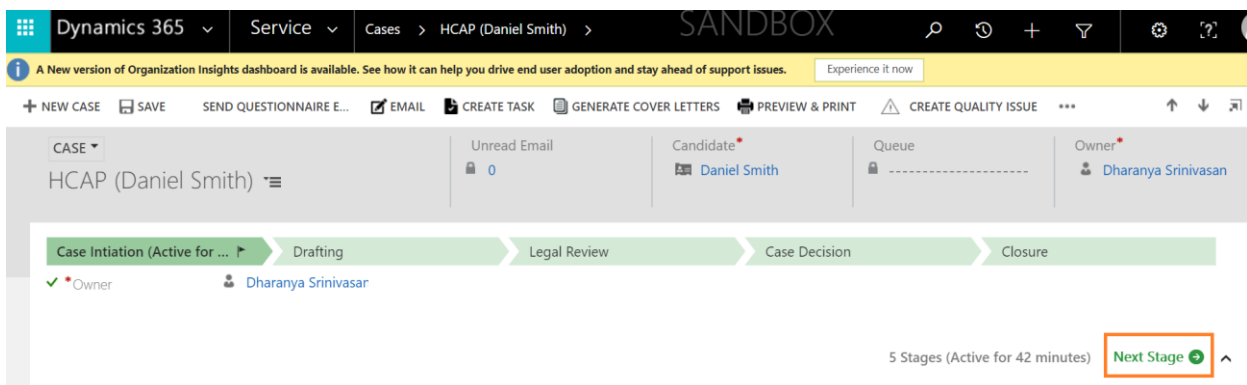 Dynamics 365 Service Cases > HCAP (Daniel Smith) > SANDBOX [?]
A New version of Organization Insights dashboard is available. See how it can help you drive end user adoption and stay ahead of support issues. Experience it now
+ NEW CASE SAVE SEND QUESTIONNAIRE E... EMAIL CREATE TASK GENERATE COVER LETTERS PREVIEW & PRINT CREATE QUALITY ISSUE ...
CASE Unread Email Candidate* Queue Owner*
0 Daniel Smith ---------------------- Dharanya Srinivasan
HCAP (Daniel Smith)
Case Intiation (Active for ... Drafting Legal Review Case Decision Closure
*Owner Dharanya Srinivasan
5 Stages (Active for 42 minutes) Next Stage